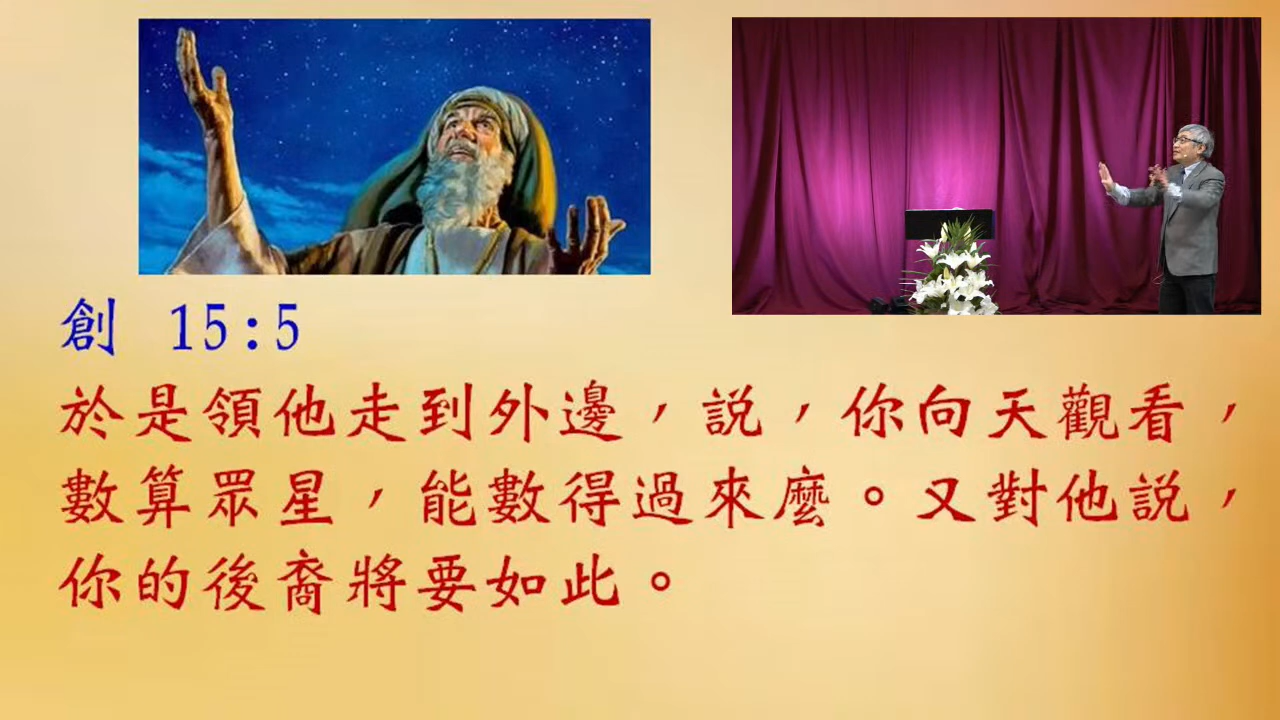 創 15:5
於是領他走到外邊，說，你向天觀看，
數算眾星，能數得過來麼。又對他說，
你的後裔將要如此。